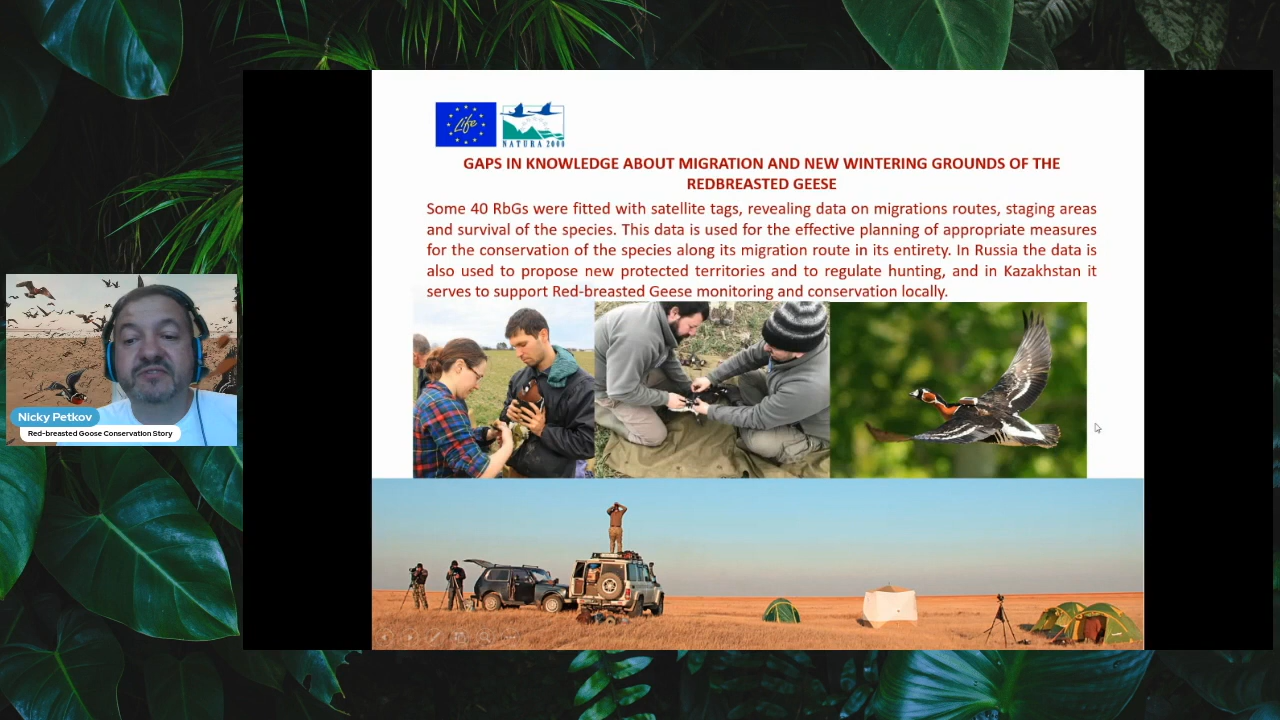 Life
NATURA 2000
GAPS IN KNOWLEDGE ABOUT MIGRATION AND NEW WINTERING GROUNDS OF THE
REDBREASTED GEESE
Some 40 RbGs were fitted with satellite tags, revealing data on migrations routes, staging areas
and survival of the species. This data is used for the effective planning of appropriate measures
for the conservation of the species along its migration route in its entirety. In Russia the data is
also used to propose new protected territories and to regulate hunting, and in Kazakhstan it
serves to support Red-breasted Geese monitoring and conservation locally.
Nicky Petkov
Red-breasted Goose Conservation Story